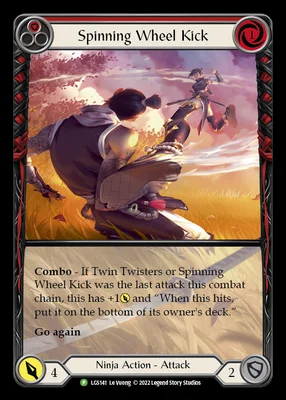 Spinning Wheel Kick
Combo - If Twin Twisters or Spinning
Wheel Kick was the last attack this combat
chain, this has +1 and “When this hits,
put it on the bottom of its owner's deck.”
Go again
4
Ninja Action - Attack
2
P LGS141 Le Vuong © 2022 Legend Story Studios